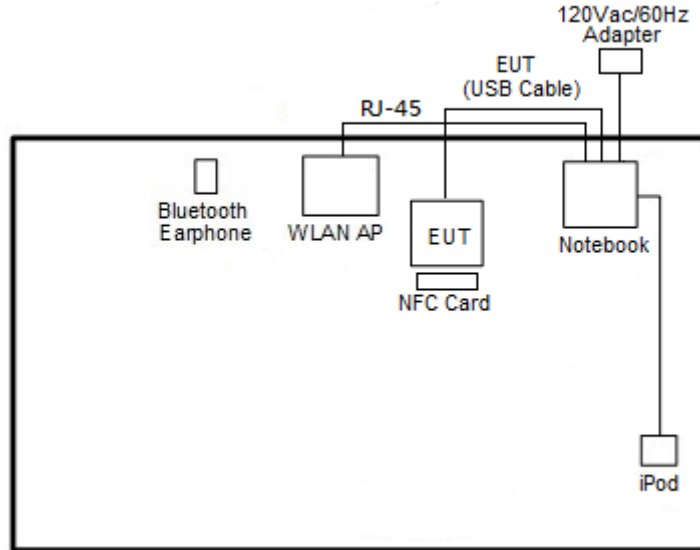 120Vac/60Hz
Adapter
EUT
(USB Cable)
RJ-45
Bluetooth
Earphone
WLAN AP
EUT
Notebook
NFC Card
iPod